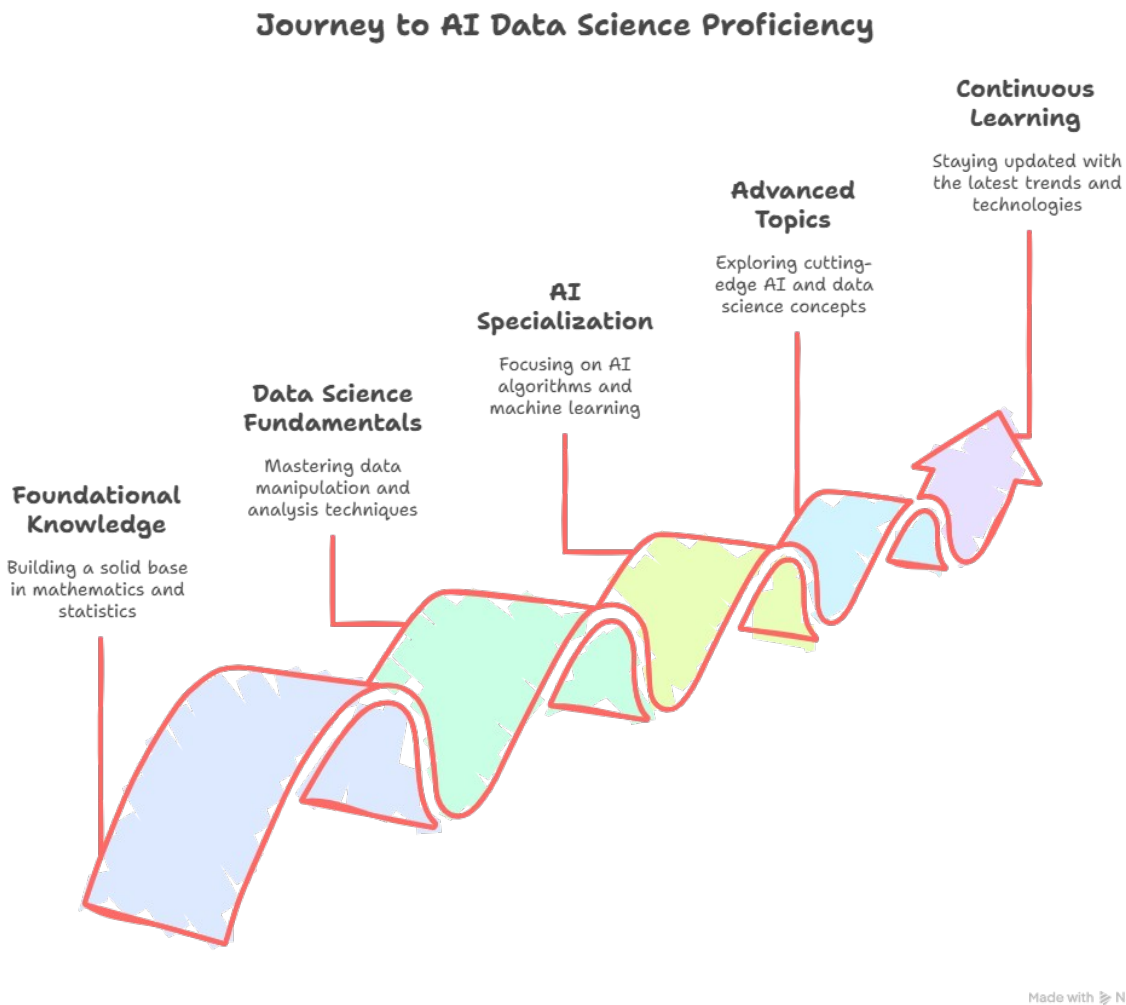 Journey to AI Data Science Proficiency
Continuous
Learning
Staying updated with
the latest trends and
technologies
Advanced
Topics
Exploring cutting-
edge AI and data
science concepts
AI
Specialization
Focusing on AI
algorithms and
machine learning
Data Science
Fundamentals
Mastering data
manipulation and
analysis techniques
Foundational
Knowledge
Building a solid base
in mathematics and
statistics
Made with N